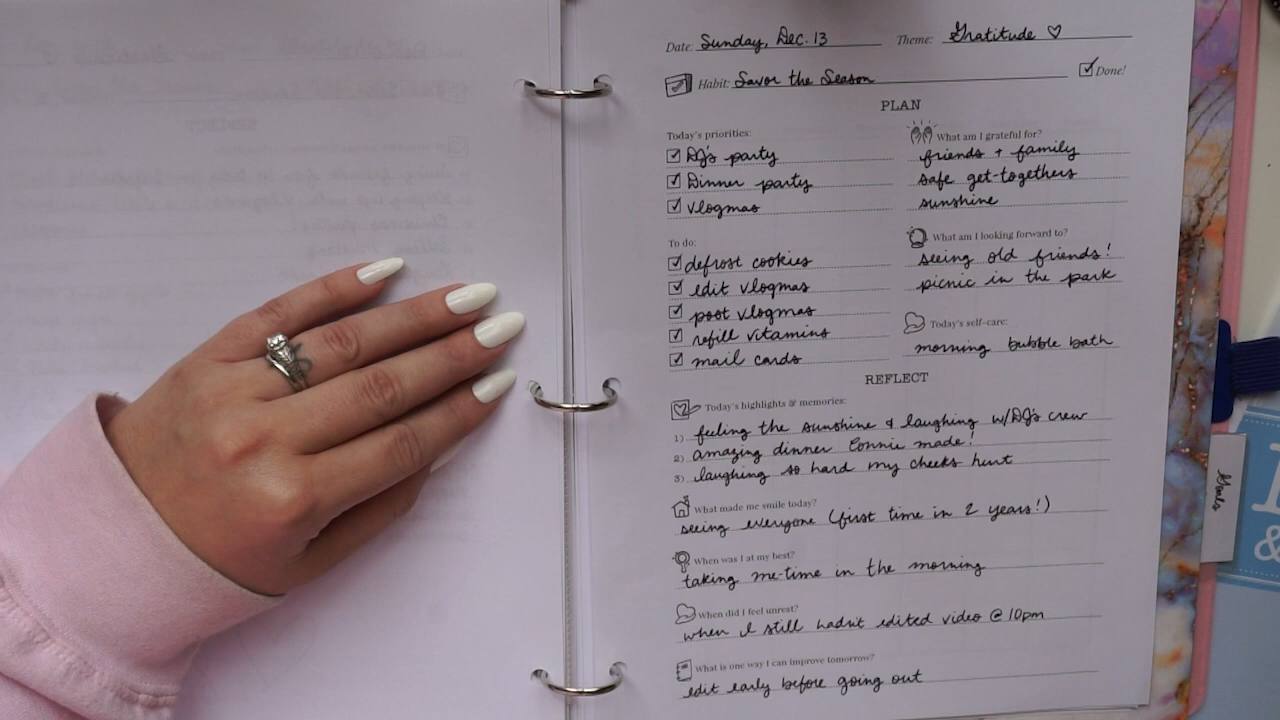 Date: Sunday, Dec. 13 Theme: Gratitude ♡
Habit: Savor the Season ☑ Done!
PLAN
Today's priorities:
☑ DJ's party
☑ Dinner party
☑ vlogmas
To do:
☑ defrost cookies
☑ edit vlogmas
☑ post vlogmas
☑ refill vitamins
☑ mail cards
What am I grateful for?
friends + family
safe get-togethers
sunshine
What am I looking forward to?
seeing old friends!
picnic in the park
Today's self-care:
morning bubble bath
REFLECT
Today's highlights & memories:
1) feeling the sunshine & laughing w/DJ's crew
2) amazing dinner Connie made!
3) laughing so hard my cheeks hurt
What made me smile today?
seeing everyone (first time in 2 years!)
When was I at my best?
taking me-time in the morning
When did I feel unrest?
when I still hadn't edited video @ 10pm
What is one way I can improve tomorrow?
edit early before going out
Goals
&